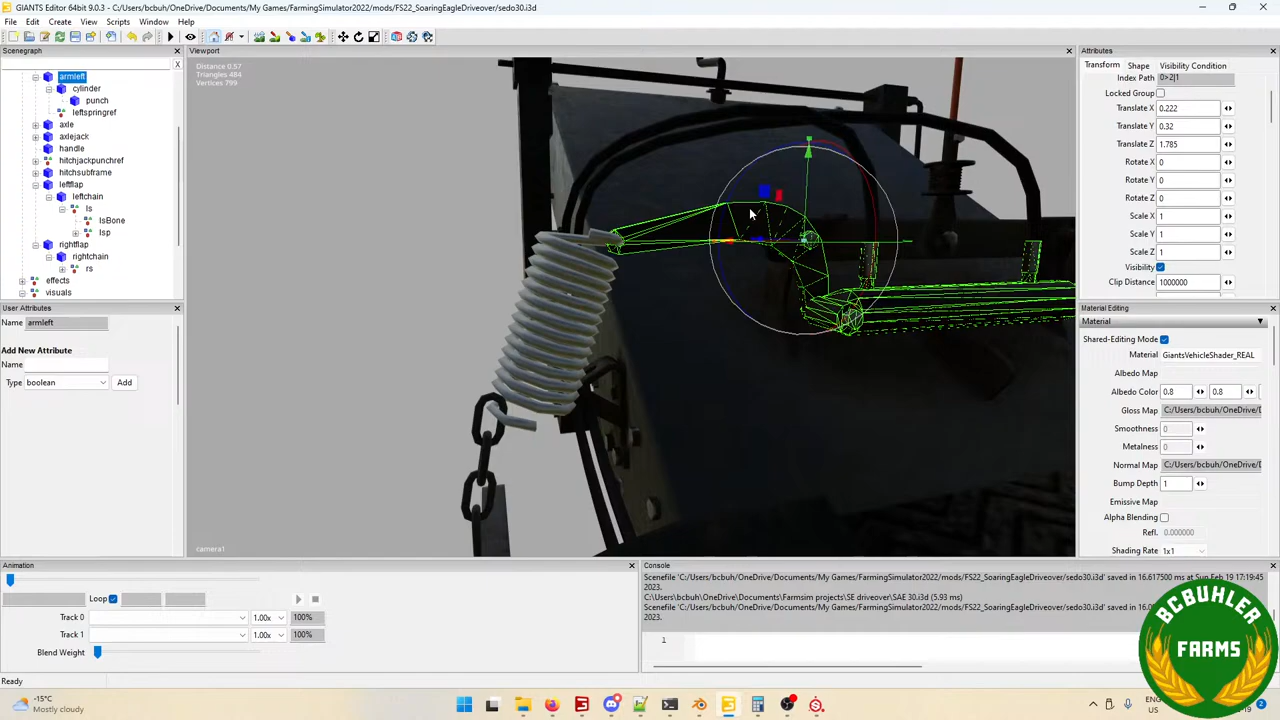 GIANTS Editor 64bit 9.0.3 - C:/Users/bcbuh/OneDrive/Documents/My Games/FarmingSimulator2022/mods/FS22_SoaringEagleDriveover/sedo30.i3d
File Edit Create View Scripts Window Help
Scenegraph
Viewport
Attributes
X
armleft
cylinder
punch
leftspringref
axle
axlejack
handle
hitchjackpunchref
hitchsubframe
leftflap
leftchain
ls
lsBone
lsp
rightflap
rightchain
rs
effects
visuals
Distance 0.57
Triangles 484
Vertices 799
camera1
Transform Shape Visibility Condition
Index Path 0>2|1
Locked Group
Translate X 0.222
Translate Y 0.32
Translate Z 1.785
Rotate X 0
Rotate Y 0
Rotate Z 0
Scale X 1
Scale Y 1
Scale Z 1
Visibility
Clip Distance 1000000
User Attributes
Name armleft
Add New Attribute
Name
Type boolean Add
Material Editing
Material
Shared-Editing Mode
Material GiantsVehicleShader_REAL
Albedo Map
Albedo Color 0.8 0.8
Gloss Map C:/Users/bcbuh/OneDrive/D
Smoothness 0
Metalness 0
Normal Map C:/Users/bcbuh/OneDrive/D
Bump Depth 1
Emissive Map
Alpha Blending
Refl. 0.000000
Shading Rate 1x1
Animation
Loop
Track 0 1.00x 100%
Track 1 1.00x 100%
Blend Weight
Console
Scenefile 'C:/Users/bcbuh/OneDrive/Documents/My Games/FarmingSimulator2022/mods/FS22_SoaringEagleDriveover/sedo30.i3d' saved in 16.617500 ms at Sun Feb 19 17:19:45
2023.
C:\Users\bcbuh\OneDrive\Documents\Farmsim projects\SE driveover\SAE 30.i3d (5.93 ms)
Scenefile 'C:/Users/bcbuh/OneDrive/Documents/My Games/FarmingSimulator2022/mods/FS22_SoaringEagleDriveover/sedo30.i3d' saved in 16.0
2023.
1
BCBUHLER
FARMS
Ready
-15°C
Mostly cloudy
ENG
US